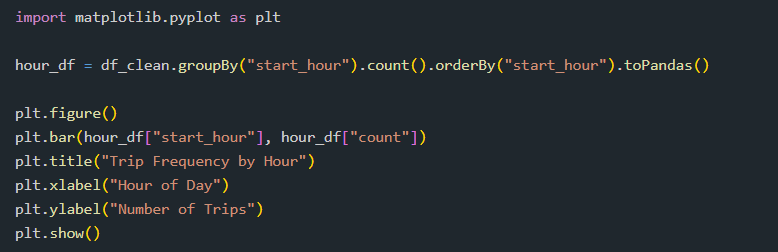 import matplotlib.pyplot as plt
hour_df = df_clean.groupBy("start_hour").count().orderBy("start_hour").toPandas()
plt.figure()
plt.bar(hour_df["start_hour"], hour_df["count"])
plt.title("Trip Frequency by Hour")
plt.xlabel("Hour of Day")
plt.ylabel("Number of Trips")
plt.show()